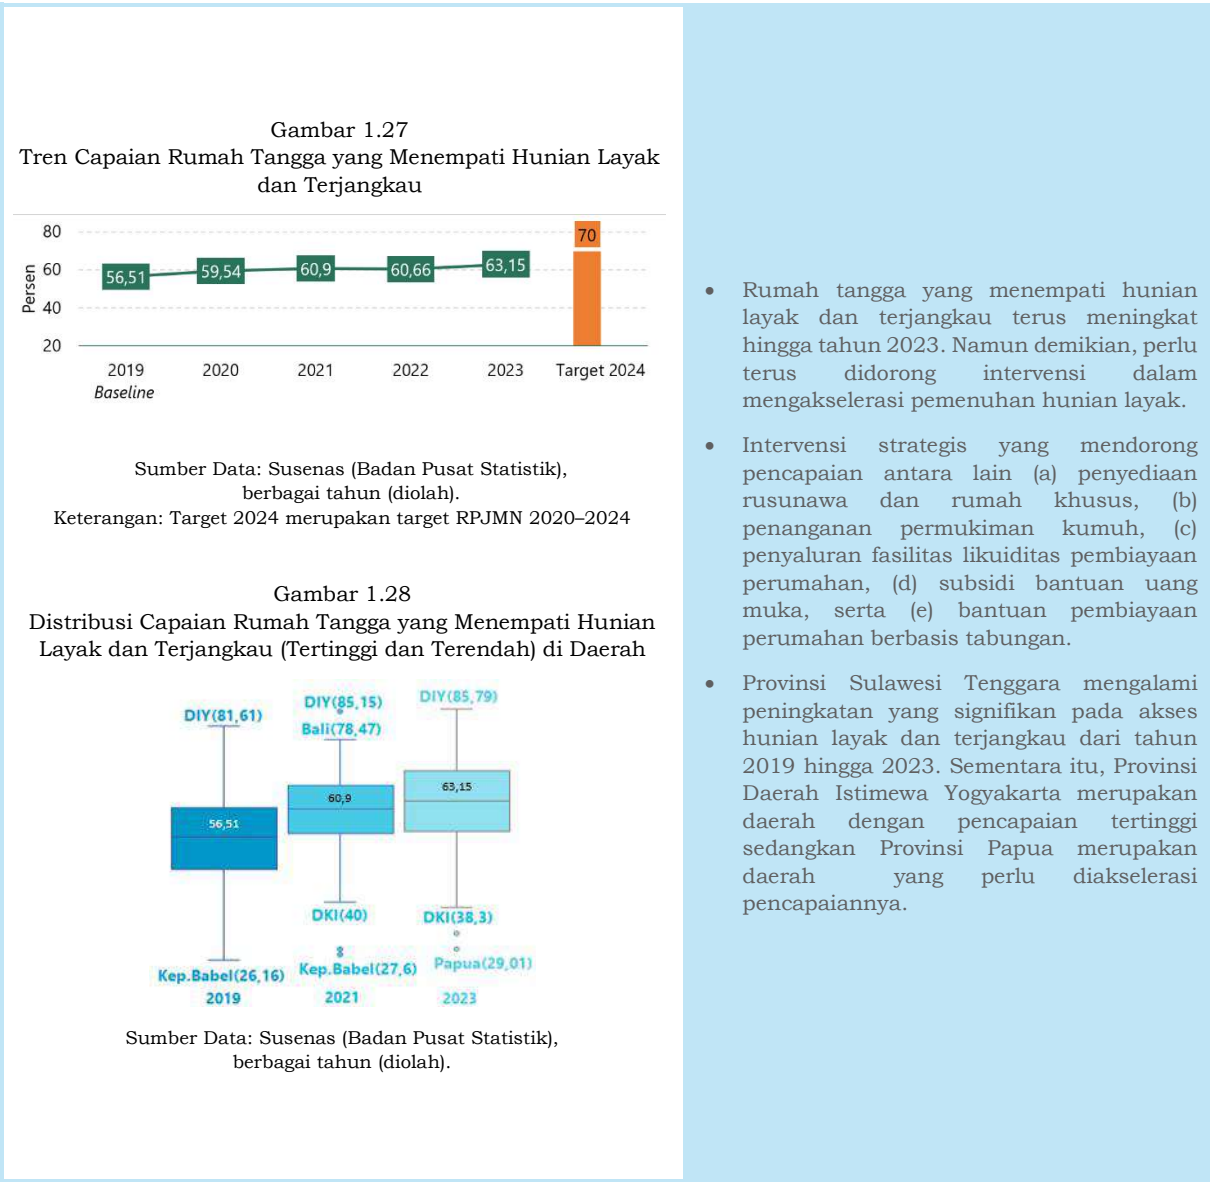 Gambar 1.27
Tren Capaian Rumah Tangga yang Menempati Hunian Layak
dan Terjangkau
80
60
40
20
Persen
56,51
59,54
60,9
60,66
63,15
70
2019
Baseline
2020
2021
2022
2023
Target 2024
Sumber Data: Susenas (Badan Pusat Statistik),
berbagai tahun (diolah).
Keterangan: Target 2024 merupakan target RPJMN 2020–2024
Gambar 1.28
Distribusi Capaian Rumah Tangga yang Menempati Hunian
Layak dan Terjangkau (Tertinggi dan Terendah) di Daerah
DIY(81,61)
56,51
Kep.Babel(26,16)
2019
DIY(85,15)
Bali(78,47)
60,9
DKI(40)
Kep.Babel(27,6)
2021
DIY(85,79)
63,15
DKI(38,3)
Papua(29,01)
2023
Sumber Data: Susenas (Badan Pusat Statistik),
berbagai tahun (diolah).
• Rumah tangga yang menempati hunian
layak dan terjangkau terus meningkat
hingga tahun 2023. Namun demikian, perlu
terus didorong intervensi dalam
mengakselerasi pemenuhan hunian layak.
• Intervensi strategis yang mendorong
pencapaian antara lain (a) penyediaan
rusunawa dan rumah khusus, (b)
penanganan permukiman kumuh, (c)
penyaluran fasilitas likuiditas pembiayaan
perumahan, (d) subsidi bantuan uang
muka, serta (e) bantuan pembiayaan
perumahan berbasis tabungan.
• Provinsi Sulawesi Tenggara mengalami
peningkatan yang signifikan pada akses
hunian layak dan terjangkau dari tahun
2019 hingga 2023. Sementara itu, Provinsi
Daerah Istimewa Yogyakarta merupakan
daerah dengan pencapaian tertinggi
sedangkan Provinsi Papua merupakan
daerah yang perlu diakselerasi
pencapaiannya.